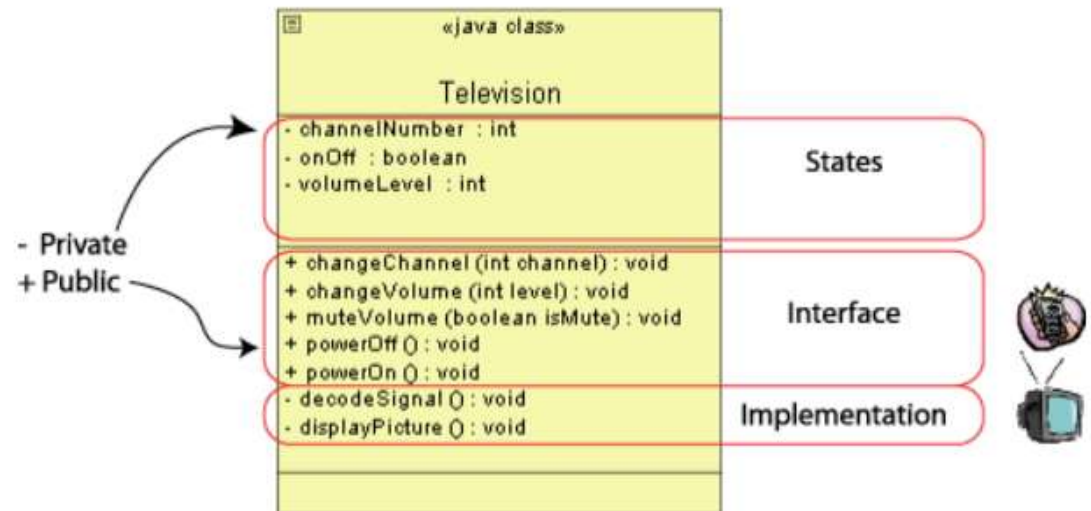 «java class»
Television
- channelNumber : int
- onOff : boolean
- volumeLevel : int
States
- Private
+ Public
+ changeChannel (int channel) : void
+ changeVolume (int level) : void
+ muteVolume (boolean isMute) : void
+ powerOff () : void
+ powerOn () : void
Interface
- decodeSignal () : void
- displayPicture () : void
Implementation